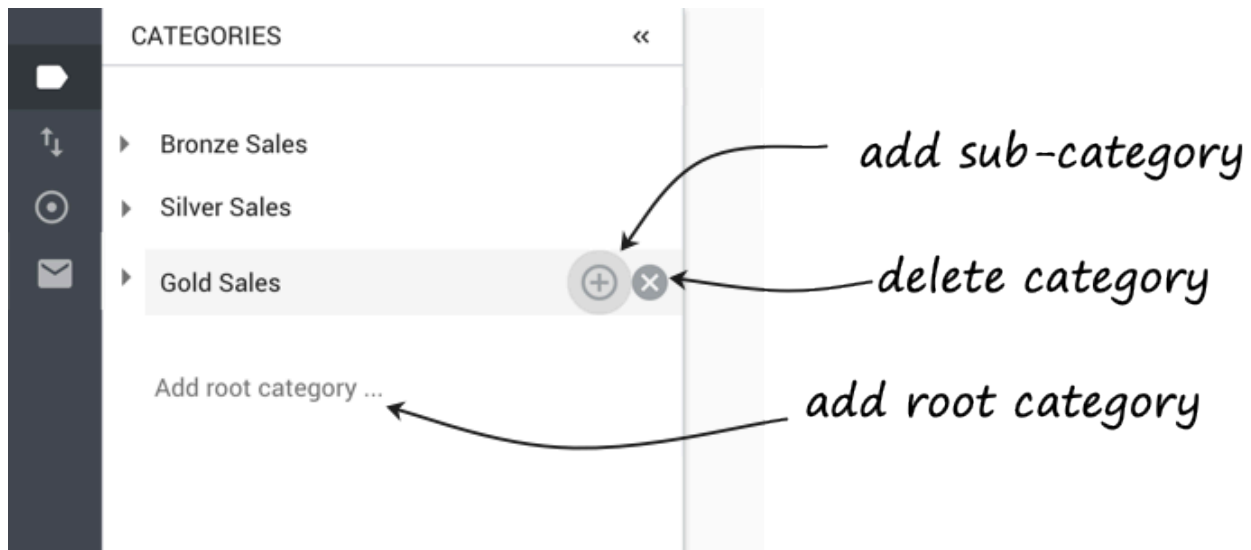 CATEGORIES «
Bronze Sales
add sub-category
Silver Sales
Gold Sales
delete category
Add root category ...
add root category